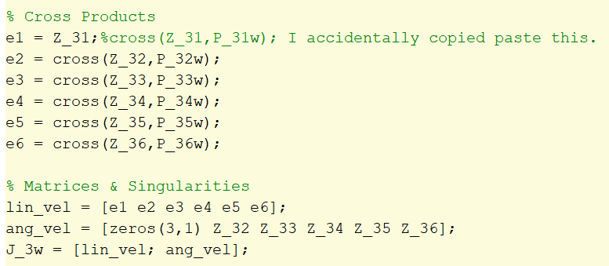 % Cross Products
e1 = Z_31;%cross(Z_31,P_31w); I accidentally copied paste this.
e2 = cross(Z_32,P_32w);
e3 = cross(Z_33,P_33w);
e4 = cross(Z_34,P_34w);
e5 = cross(Z_35,P_35w);
e6 = cross(Z_36,P_36w);
% Matrices & Singularities
lin_vel = [e1 e2 e3 e4 e5 e6];
ang_vel = [zeros(3,1) Z_32 Z_33 Z_34 Z_35 Z_36];
J_3w = [lin_vel; ang_vel];